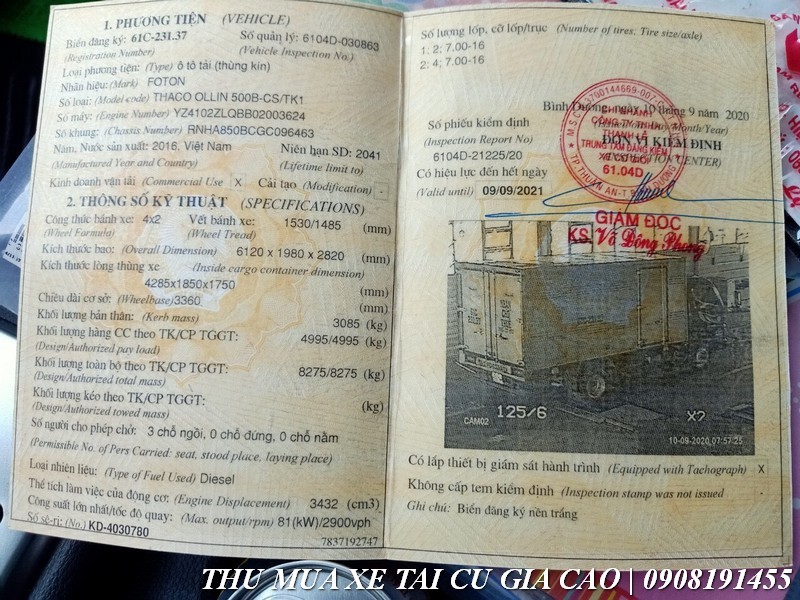 1. PHƯƠNG TIỆN (VEHICLE)
Biển đăng ký: 61C-231.37 Số quản lý: 6104D-030863
(Registration Number) (Vehicle Inspection No.)
Loại phương tiện: (Type) ô tô tải (thùng kín)
Nhãn hiệu: (Mark) FOTON
Số loại: (Model code) THACO OLLIN 500B-CS/TK1
Số máy: (Engine Number) YZ4102ZLQBB02003624
Số khung: (Chassis Number) RNHA850BCGC096463
Năm, Nước sản xuất: 2016, Việt Nam Niên hạn SD: 2041
(Manufactured Year and Country) (Lifetime limit to)
Kinh doanh vận tải (Commercial Use X Cải tạo (Modification) -
2. THÔNG SỐ KỸ THUẬT (SPECIFICATIONS)
Công thức bánh xe: 4x2 Vết bánh xe: 1530/1485 (mm)
(Wheel Formula) (Wheel Tread)
Kích thước bao: (Overall Dimension) 6120 x 1980 x 2820 (mm)
Kích thước lòng thùng xe (Inside cargo container dimension)
4285x1850x1750 (mm)
Chiều dài cơ sở: (Wheelbase) 3360 (mm)
Khối lượng bản thân: (Kerb mass) 3085 (kg)
Khối lượng hàng CC theo TK/CP TGGT: 4995/4995 (kg)
(Design/Authorized pay load)
Khối lượng toàn bộ theo TK/CP TGGT: 8275/8275 (kg)
(Design/Authorized total mass)
Khối lượng kéo theo TK/CP TGGT: (kg)
(Design/Authorized towed mass)
Số người cho phép chở: 3 chỗ ngồi, 0 chỗ đứng, 0 chỗ nằm
(Permissible No. of Pers Carried: seat, stood place, laying place)
Loại nhiên liệu: (Type of Fuel Used) Diesel
Thể tích làm việc của động cơ: (Engine Displacement) 3432 (cm3)
Công suất lớn nhất/tốc độ quay: (Max. output/rpm) 81(kW)/2900vph
Số sê-ri: (No.) KD-4030780
7837192747
Số lượng lốp, cỡ lốp/trục (Number of tires; Tire size/axle)
1: 2; 7.00-16
2: 4; 7.00-16
Bình Dương, ngày 10 tháng 9 năm 2020
Số phiếu kiểm định
(Inspection Report No)
6104D-21225/20
ĐƠN VỊ KIỂM ĐỊNH
CHI NHÁNH
CÔNG TY TNHH
THÀNH LÊ
TRUNG TÂM ĐĂNG KIỂM
XE CƠ GIỚI
61.04D
Có hiệu lực đến hết ngày
(Valid until) 09/09/2021
GIÁM ĐỐC
KS. Võ Đông Phung
CAM02 125/6 X2
10-09-2020 07:57:25
Có lắp thiết bị giám sát hành trình (Equipped with Tachograph) X
Không cấp tem kiểm định (Inspection stamp was not issued
Ghi chú: Biển đăng ký nền trắng
THU MUA XE TAI CU GIA CAO | 0908191455